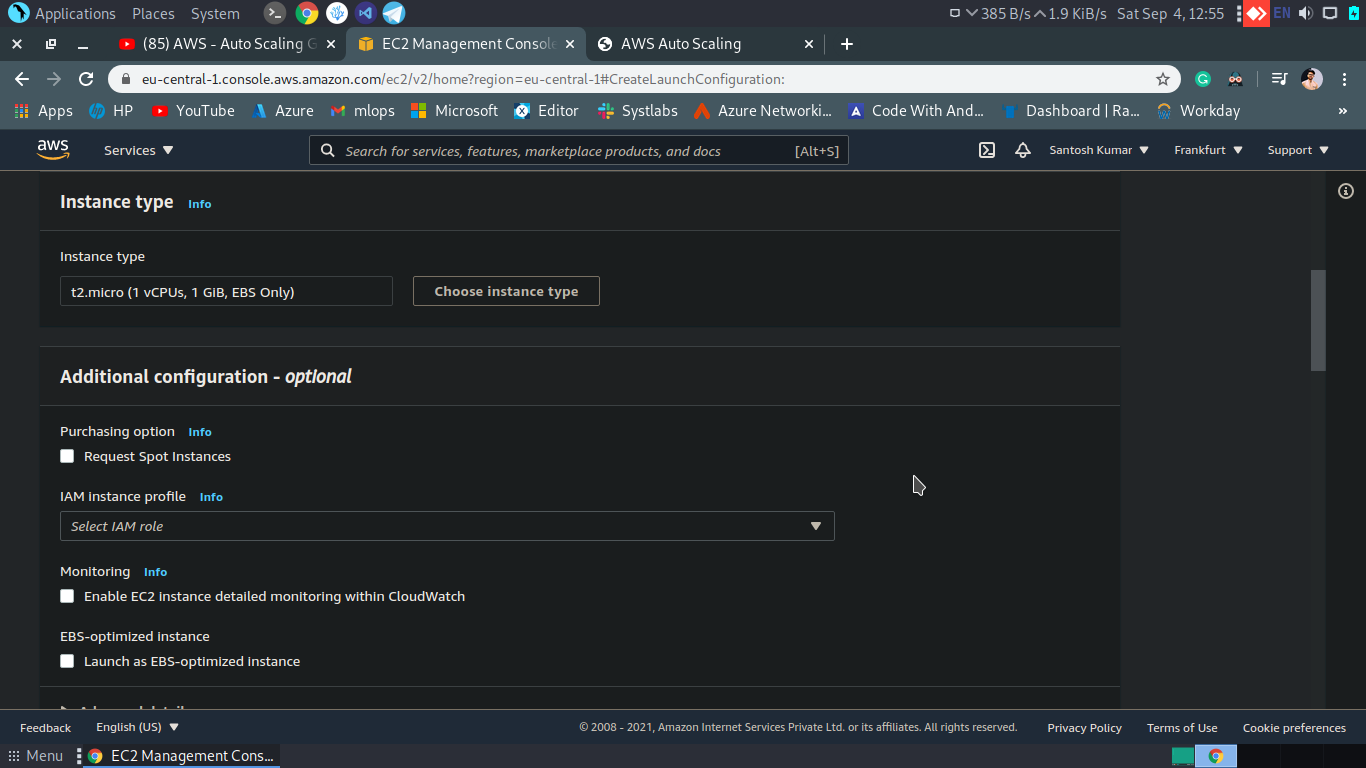 Applications Places System 385 B/s 1.9 KiB/s Sat Sep 4, 12:55 EN
(85) AWS - Auto Scaling G EC2 Management Console AWS Auto Scaling
eu-central-1.console.aws.amazon.com/ec2/v2/home?region=eu-central-1#CreateLaunchConfiguration:
Apps HP YouTube Azure mlops Microsoft Editor Systlabs Azure Networki... Code With And... Dashboard | Ra... Workday »
aws Services Search for services, features, marketplace products, and docs [Alt+S] Santosh Kumar Frankfurt Support
Instance type Info
Instance type
t2.micro (1 vCPUs, 1 GiB, EBS Only) Choose instance type
Additional configuration - optional
Purchasing option Info
Request Spot Instances
IAM instance profile Info
Select IAM role
Monitoring Info
Enable EC2 instance detailed monitoring within CloudWatch
EBS-optimized instance
Launch as EBS-optimized instance
Feedback English (US) © 2008 - 2021, Amazon Internet Services Private Ltd. or its affiliates. All rights reserved. Privacy Policy Terms of Use Cookie preferences
Menu EC2 Management Cons...